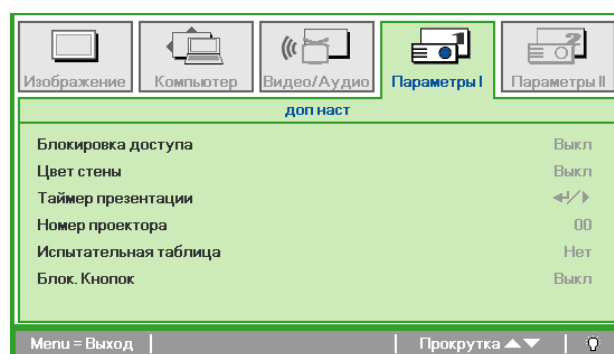 Изображение Компьютер Видео/Аудио Параметры I Параметры II
доп наст
Блокировка доступа Выкл
Цвет стены Выкл
Таймер презентации
Номер проектора 00
Испытательная таблица Нет
Блок. Кнопок Выкл
Menu = Выход Прокрутка